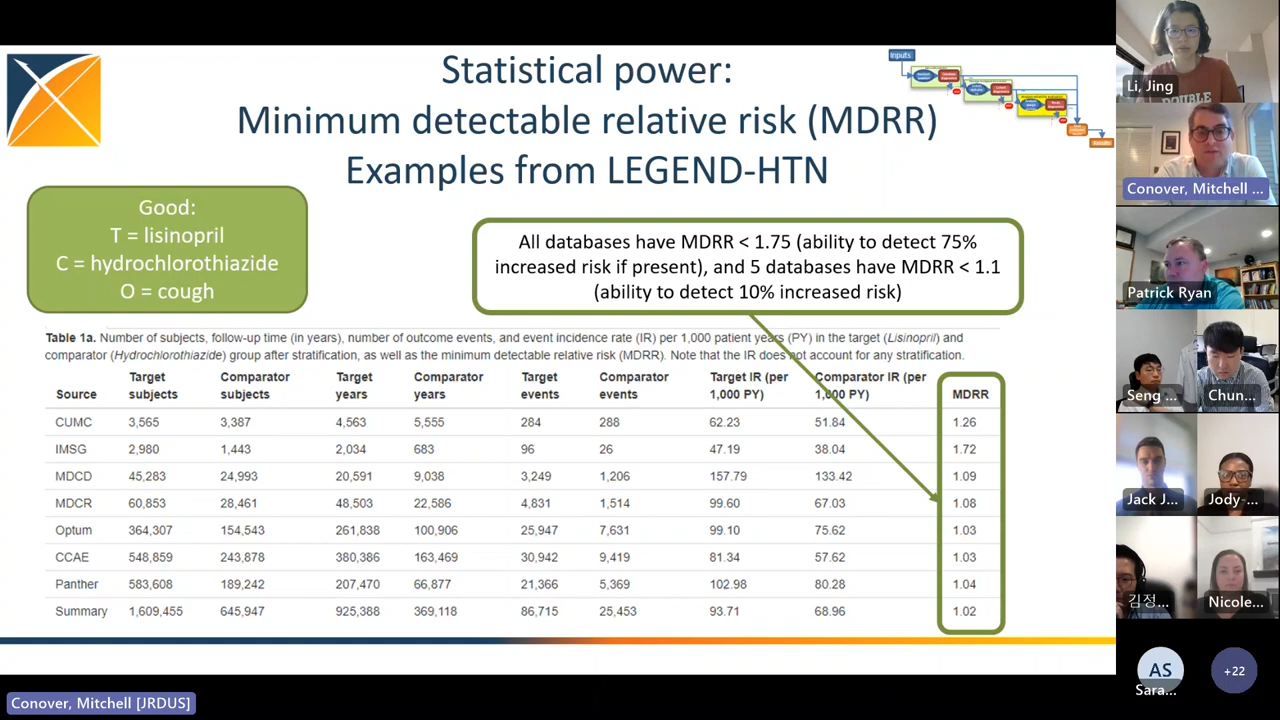 Statistical power:
Minimum detectable relative risk (MDRR)
Examples from LEGEND-HTN
Inputs
Results
Good:
T = lisinopril
C = hydrochlorothiazide
O = cough
All databases have MDRR < 1.75 (ability to detect 75%
increased risk if present), and 5 databases have MDRR < 1.1
(ability to detect 10% increased risk)
Table 1a. Number of subjects, follow-up time (in years), number of outcome events, and event incidence rate (IR) per 1,000 patient years (PY) in the target (Lisinopril) and
comparator (Hydrochlorothiazide) group after stratification, as well as the minimum detectable relative risk (MDRR). Note that the IR does not account for any stratification.
Source Target subjects Comparator subjects Target years Comparator years Target events Comparator events Target IR (per 1,000 PY) Comparator IR (per 1,000 PY) MDRR
CUMC 3,565 3,387 4,563 5,555 284 288 62.23 51.84 1.26
IMSG 2,980 1,443 2,034 683 96 26 47.19 38.04 1.72
MDCD 45,283 24,993 20,591 9,038 3,249 1,206 157.79 133.42 1.09
MDCR 60,853 28,461 48,503 22,586 4,831 1,514 99.60 67.03 1.08
Optum 364,307 154,543 261,838 100,906 25,947 7,631 99.10 75.62 1.03
CCAE 548,859 243,878 380,386 163,469 30,942 9,419 81.34 57.62 1.03
Panther 583,608 189,242 207,470 66,877 21,366 5,369 102.98 80.28 1.04
Summary 1,609,455 645,947 925,388 369,118 86,715 25,453 93.71 68.96 1.02
Conover, Mitchell [JRDUS]
Li, Jing
DOUBLE
Conover, Mitchell ...
Patrick Ryan
Seng ... Chun...
Jack J... Jody-...
김정... Nicole...
AS +22
Sara...